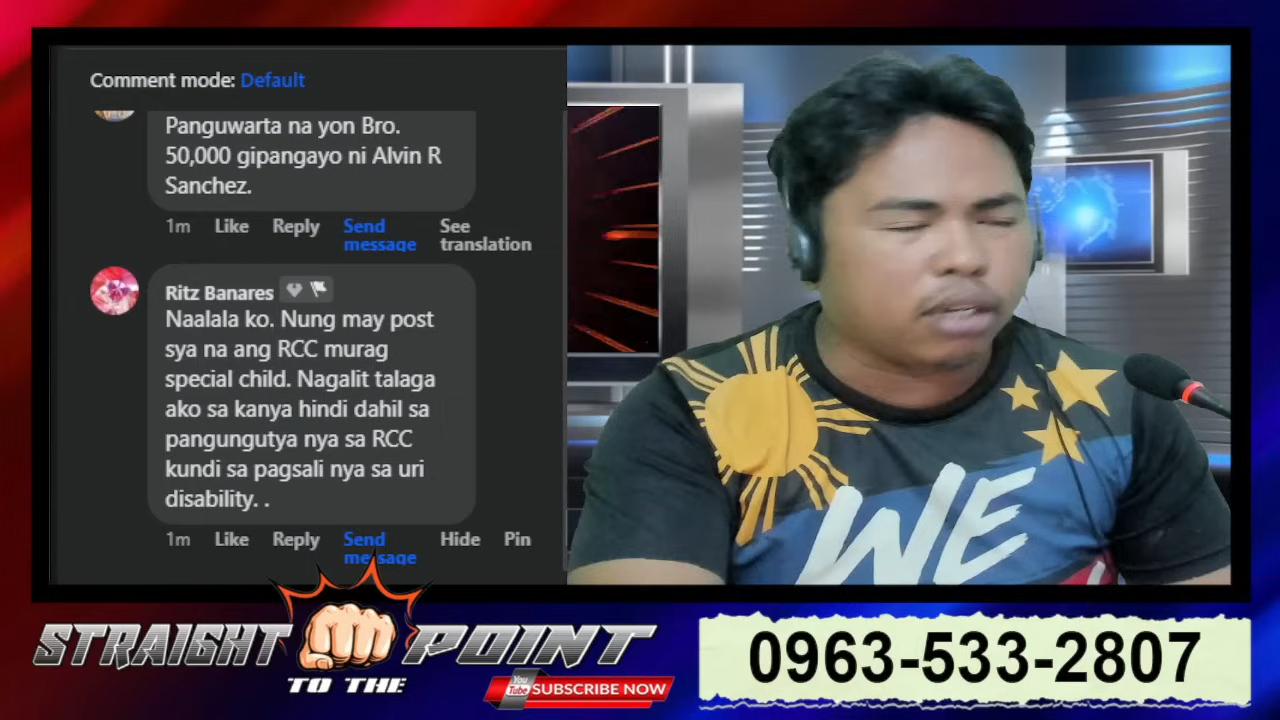 Comment mode: Default
Panguwarta na yon Bro.
50,000 gipangayo ni Alvin R
Sanchez.
1m Like Reply Send message See translation
Ritz Banares
Naalala ko. Nung may post
sya na ang RCC murag
special child. Nagalit talaga
ako sa kanya hindi dahil sa
pangungutya nya sa RCC
kundi sa pagsali nya sa uri
disability. .
1m Like Reply Send message Hide Pin
WE
STRAIGHT
TO THE
POINT
You Tube SUBSCRIBE NOW
0963-533-2807